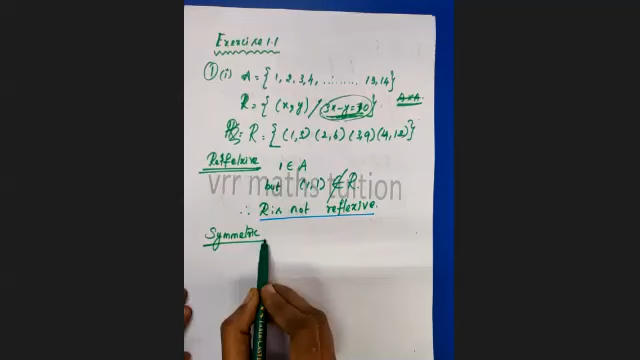 Exercise 1.1
① (i) A = { 1, 2, 3, 4, ........ 13, 14 }
R = { (x, y) / 3x - y = 0 } A×A
R = { (1, 3) (2, 6) (3, 9) (4, 12) }
Reflexive 1 ∈ A
but (1, 1) ∉ R.
∴ R is not reflexive.
Symmetric
vrr maths tuition